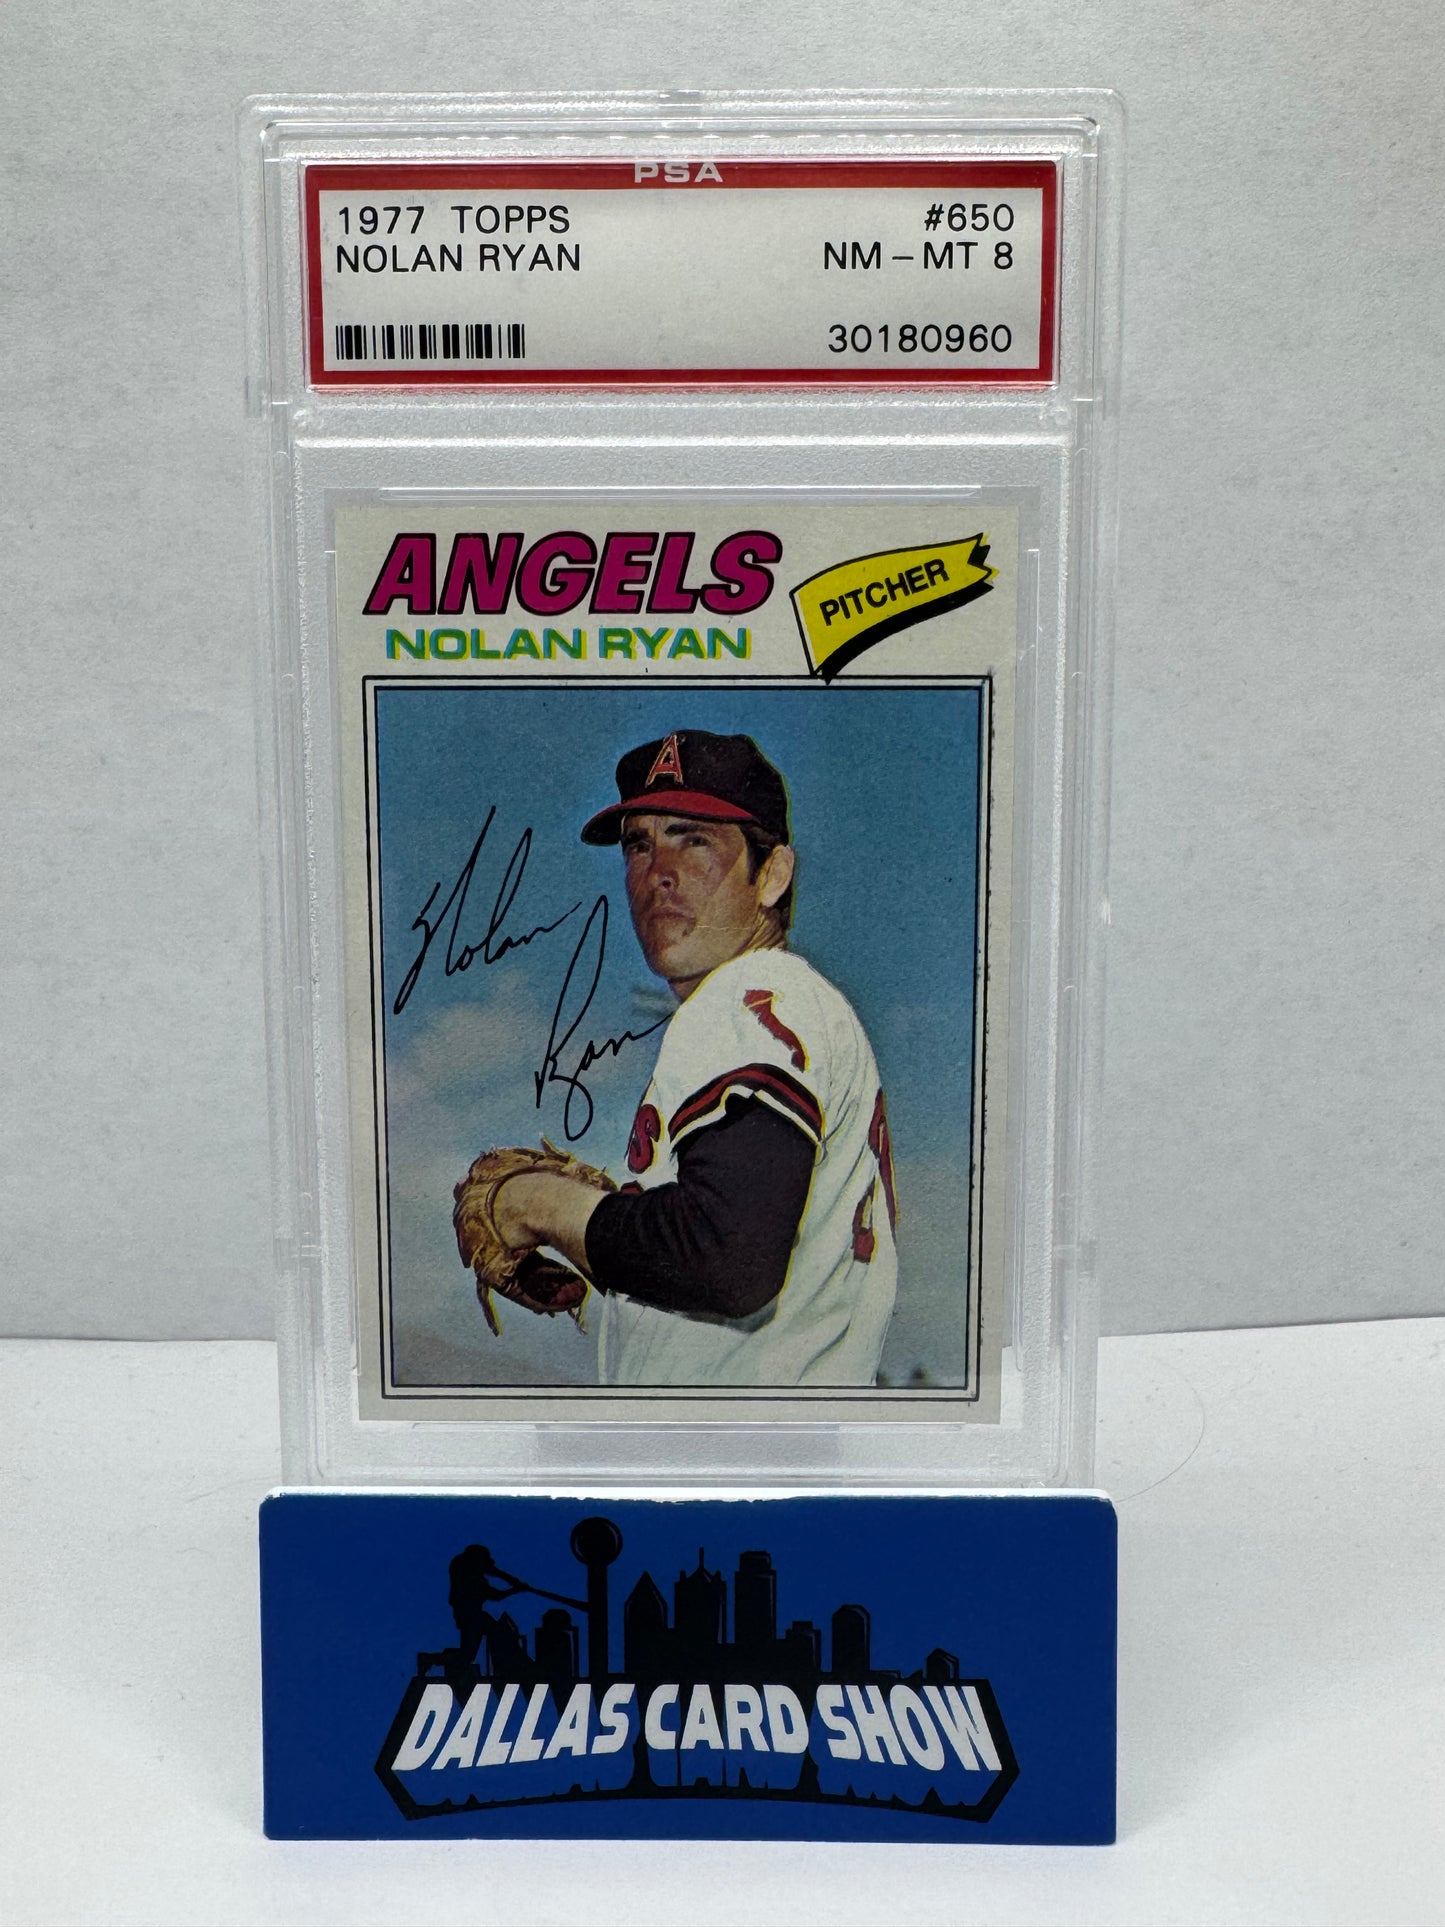 PSA
1977 TOPPS #650
NOLAN RYAN NM-MT 8
30180960
ANGELS
PITCHER
NOLAN RYAN
A
Nolan
Ryan
S
DALLAS CARD SHOW